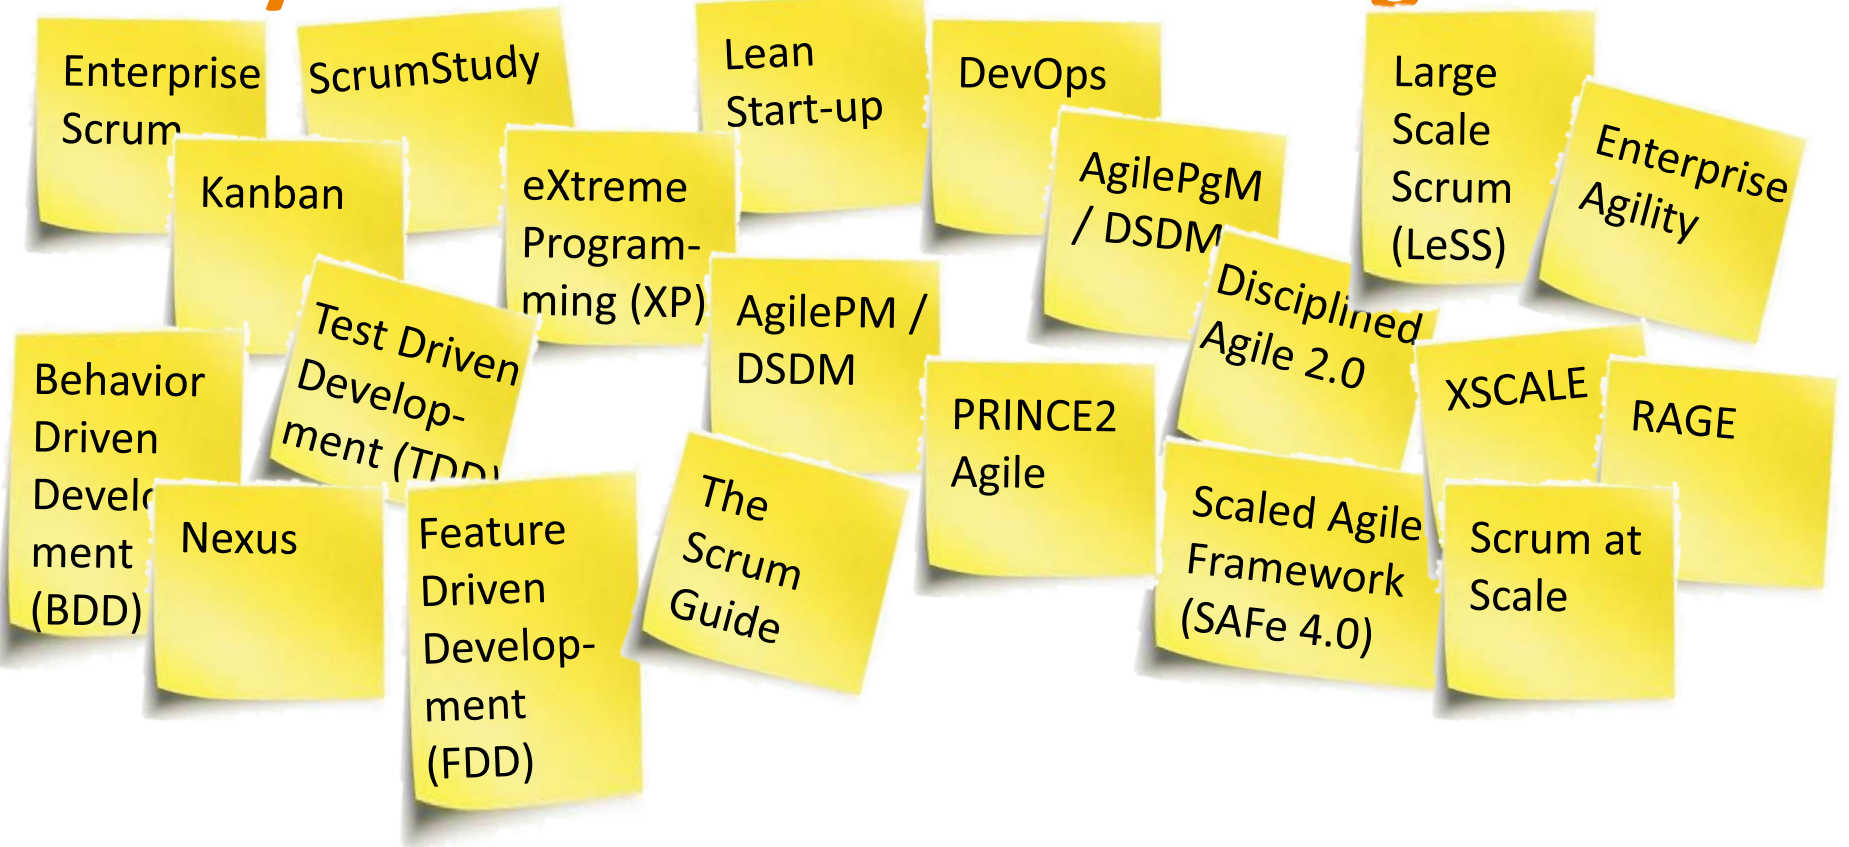 Enterprise
Scrum
ScrumStudy
Lean
Start-up
DevOps
Large
Scale
Scrum
(LeSS)
Enterprise
Agility
Kanban
eXtreme
Program-
ming (XP)
AgilePgM
/ DSDM
Test Driven
Develop-
ment (TDD)
AgilePM /
DSDM
Disciplined
Agile 2.0
Behavior
Driven
Develo
ment
(BDD)
PRINCE2
Agile
XSCALE
RAGE
Nexus
Feature
Driven
Develop-
ment
(FDD)
The
Scrum
Guide
Scaled Agile
Framework
(SAFe 4.0)
Scrum at
Scale